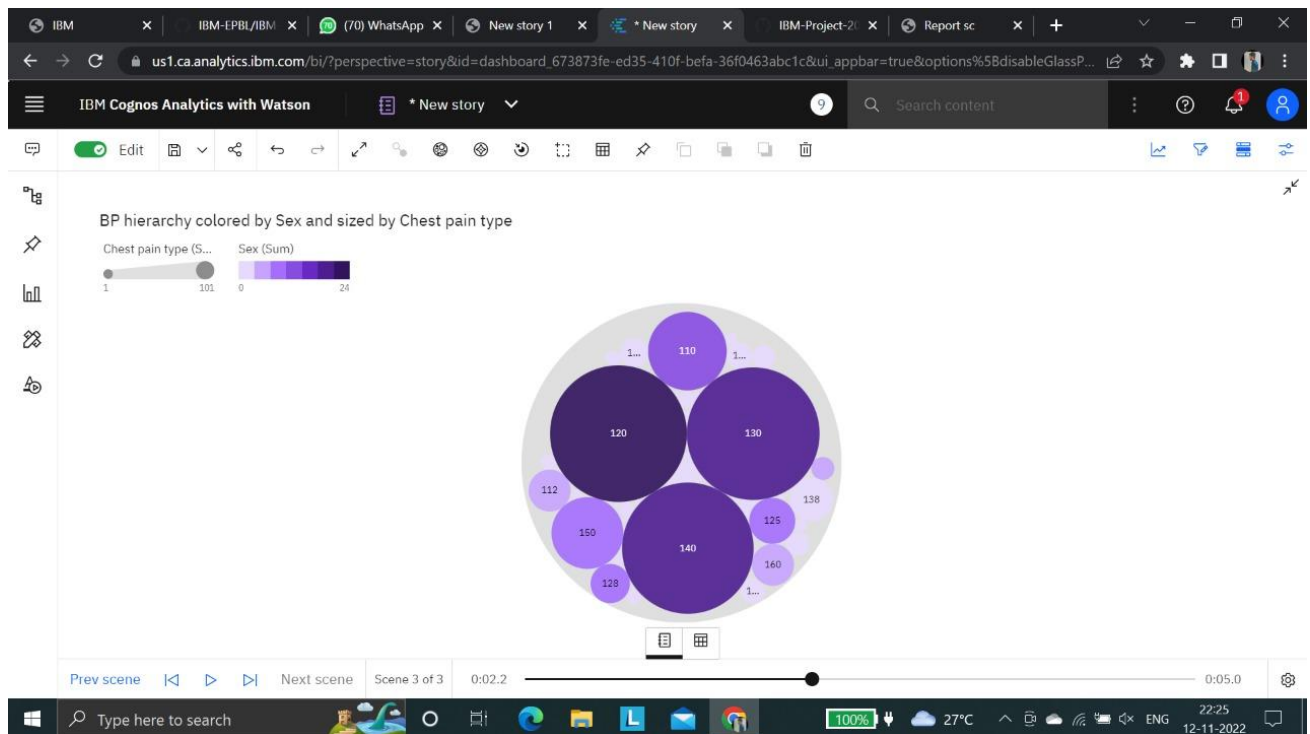 IBM IBM-EPBL/IBM (70) WhatsApp New story 1 * New story IBM-Project-20 Report sc
us1.ca.analytics.ibm.com/bi/?perspective=story&id=dashboard_673873fe-ed35-410f-befa-36f0463abc1c&ui_appbar=true&options%5BdisableGlassP...
IBM Cognos Analytics with Watson * New story 9 Search content 1
Edit
BP hierarchy colored by Sex and sized by Chest pain type
Chest pain type (S... Sex (Sum)
1 101 0 24
1... 110 1...
120 130
112 138
150 125
140
160
128
1...
Prev scene Next scene Scene 3 of 3 0:02.2 0:05.0
Type here to search L 100% 27°C ENG 22:25
12-11-2022